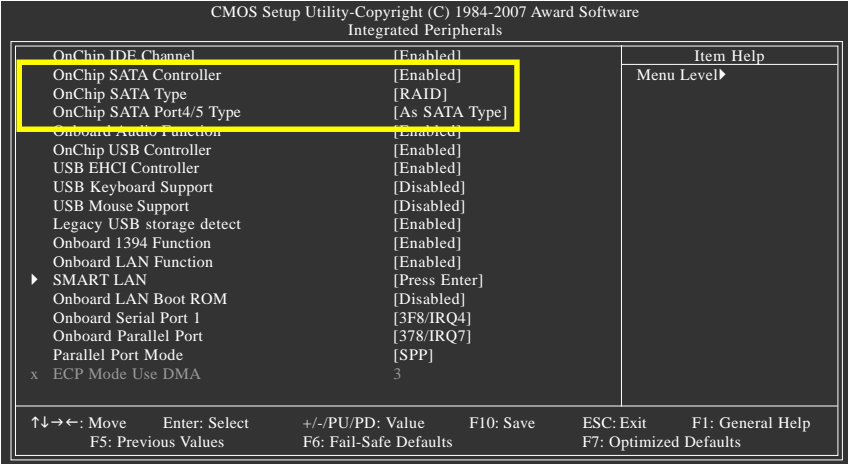 CMOS Setup Utility-Copyright (C) 1984-2007 Award Software
Integrated Peripherals
OnChip IDE Channel [Enabled] Item Help
OnChip SATA Controller [Enabled] Menu Level▶
OnChip SATA Type [RAID]
OnChip SATA Port4/5 Type [As SATA Type]
Onboard Audio Function [Enabled]
OnChip USB Controller [Enabled]
USB EHCI Controller [Enabled]
USB Keyboard Support [Disabled]
USB Mouse Support [Disabled]
Legacy USB storage detect [Enabled]
Onboard 1394 Function [Enabled]
Onboard LAN Function [Enabled]
▶ SMART LAN [Press Enter]
Onboard LAN Boot ROM [Disabled]
Onboard Serial Port 1 [3F8/IRQ4]
Onboard Parallel Port [378/IRQ7]
Parallel Port Mode [SPP]
x ECP Mode Use DMA 3
↑↓→←: Move Enter: Select +/-/PU/PD: Value F10: Save ESC: Exit F1: General Help
F5: Previous Values F6: Fail-Safe Defaults F7: Optimized Defaults